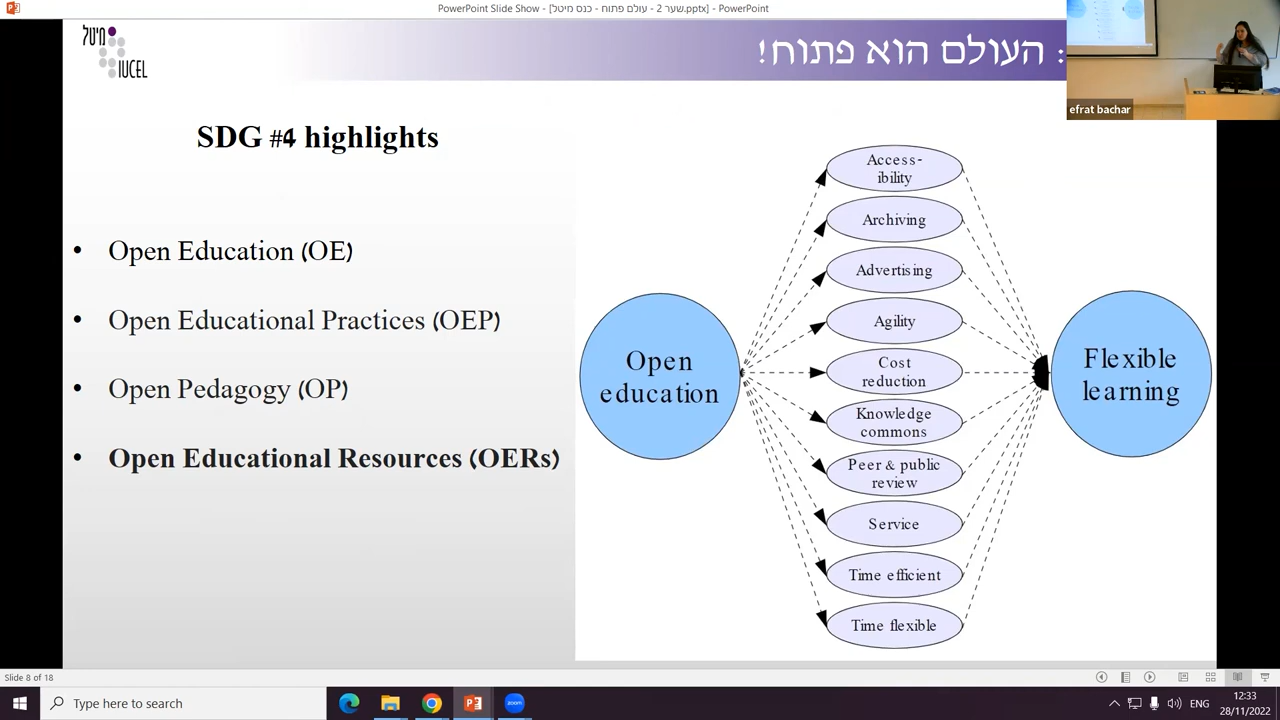 PowerPoint Slide Show - [שער 2 - עולם פתוח - כנס מיטל.pptx] - PowerPoint
מיטל
IUCEL
: העולם הוא פתוח!
efrat bachar
SDG #4 highlights
• Open Education (OE)
• Open Educational Practices (OEP)
• Open Pedagogy (OP)
• Open Educational Resources (OERs)
Open
education
Access-
ibility
Archiving
Advertising
Agility
Cost
reduction
Knowledge
commons
Peer & public
review
Service
Time efficient
Time flexible
Flexible
learning
Slide 8 of 18
Type here to search
zoom
ENG
12:33
28/11/2022